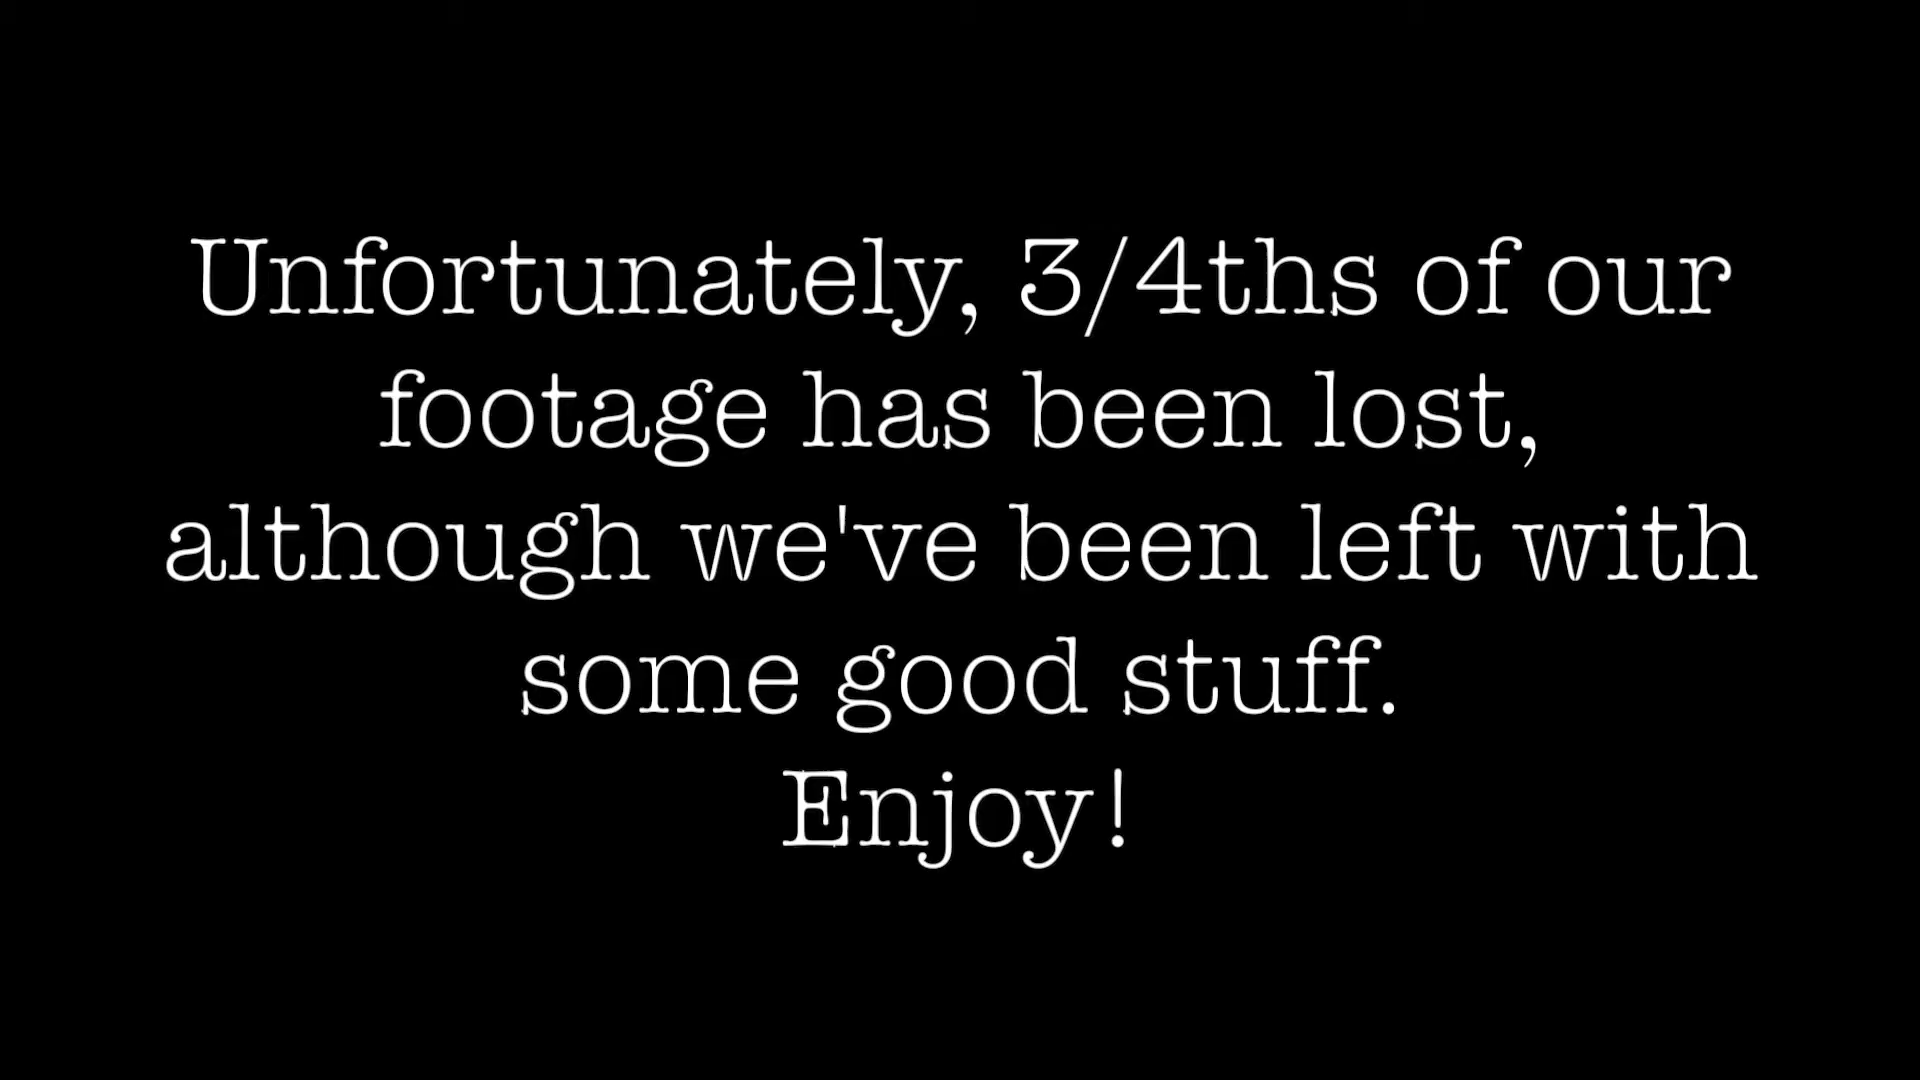 Unfortunately, 3/4ths of our
footage has been lost,
although we've been left with
some good stuff.
Enjoy!